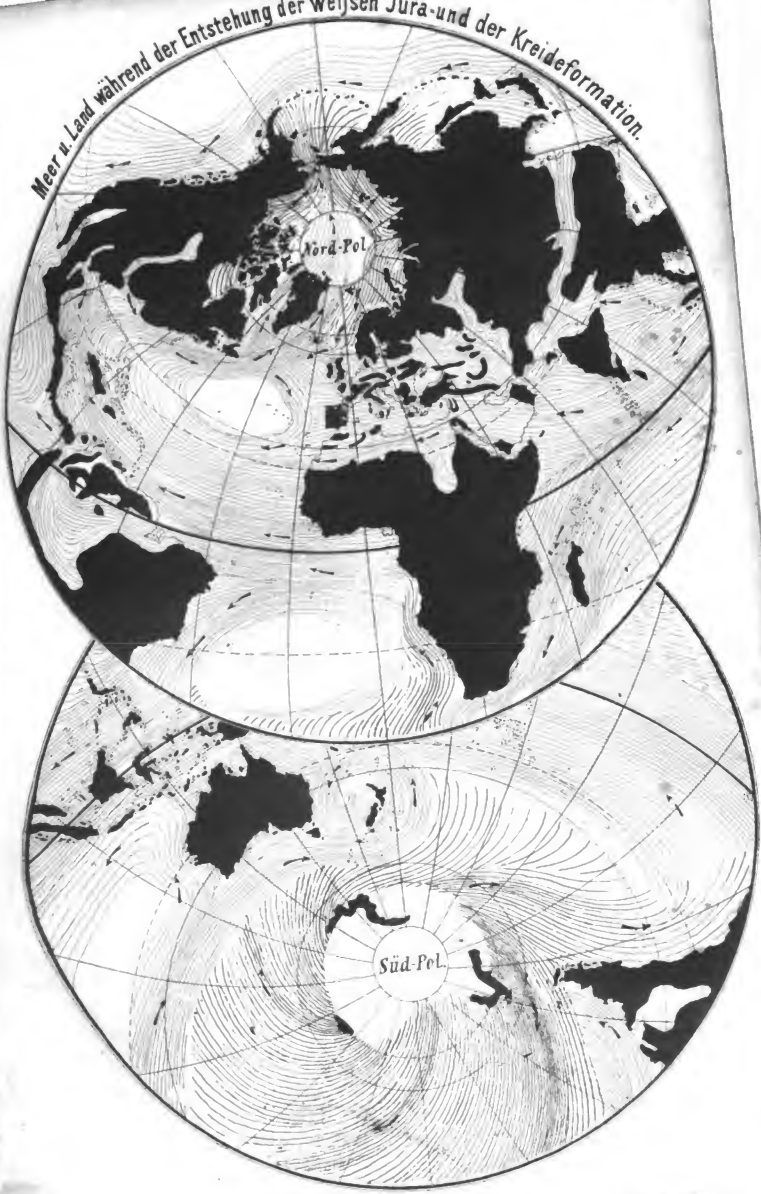 Meer u. Land während der Entstehung der Weißen Jura- und der Kreideformation.
Nord-Pol
Süd-Pol.